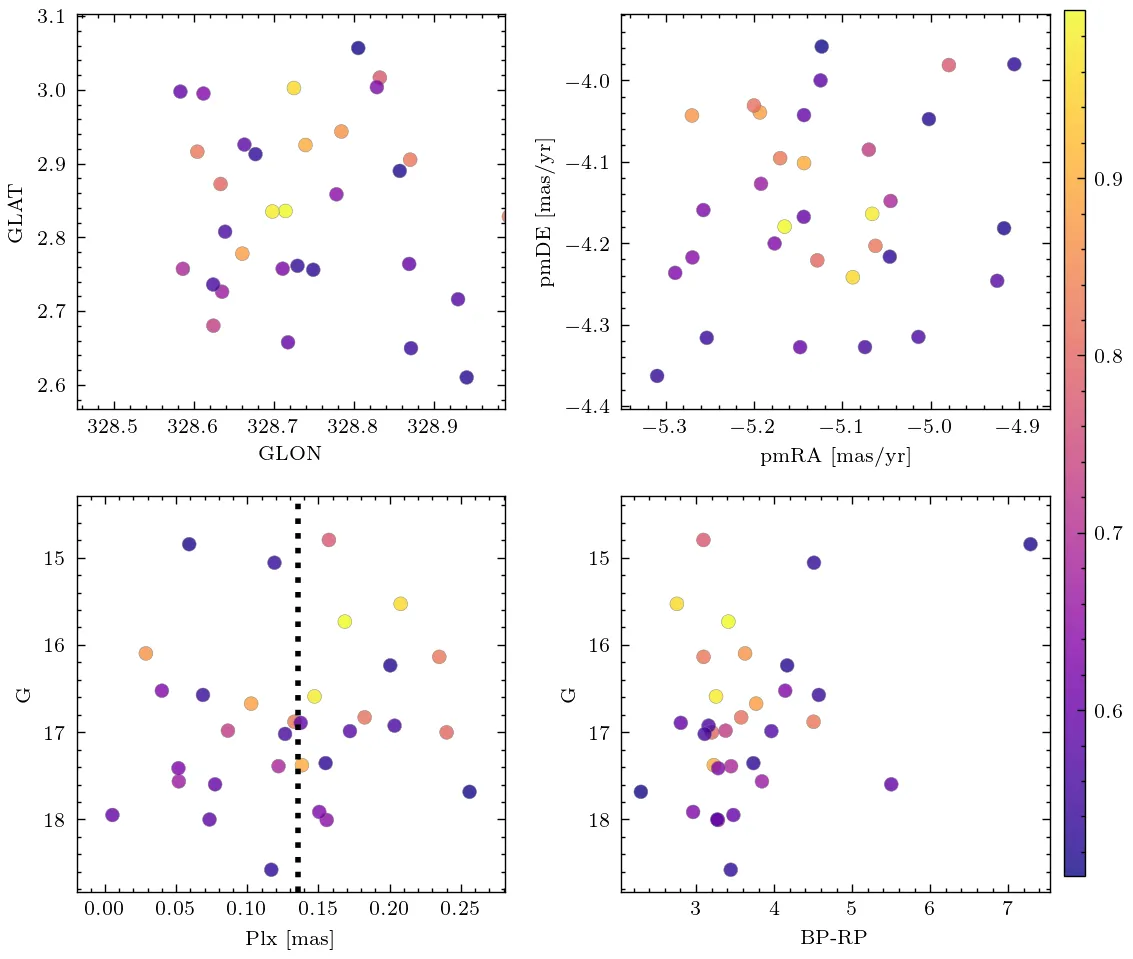 3.1
3.0
2.9
2.8
2.7
2.6
GLAT
328.5 328.6 328.7 328.8 328.9
GLON
−4.0
−4.1
−4.2
−4.3
−4.4
pmDE [mas/yr]
−5.3 −5.2 −5.1 −5.0 −4.9
pmRA [mas/yr]
0.9
0.8
0.7
0.6
15
16
17
18
G
0.00 0.05 0.10 0.15 0.20 0.25
Plx [mas]
15
16
17
18
G
3 4 5 6 7
BP-RP